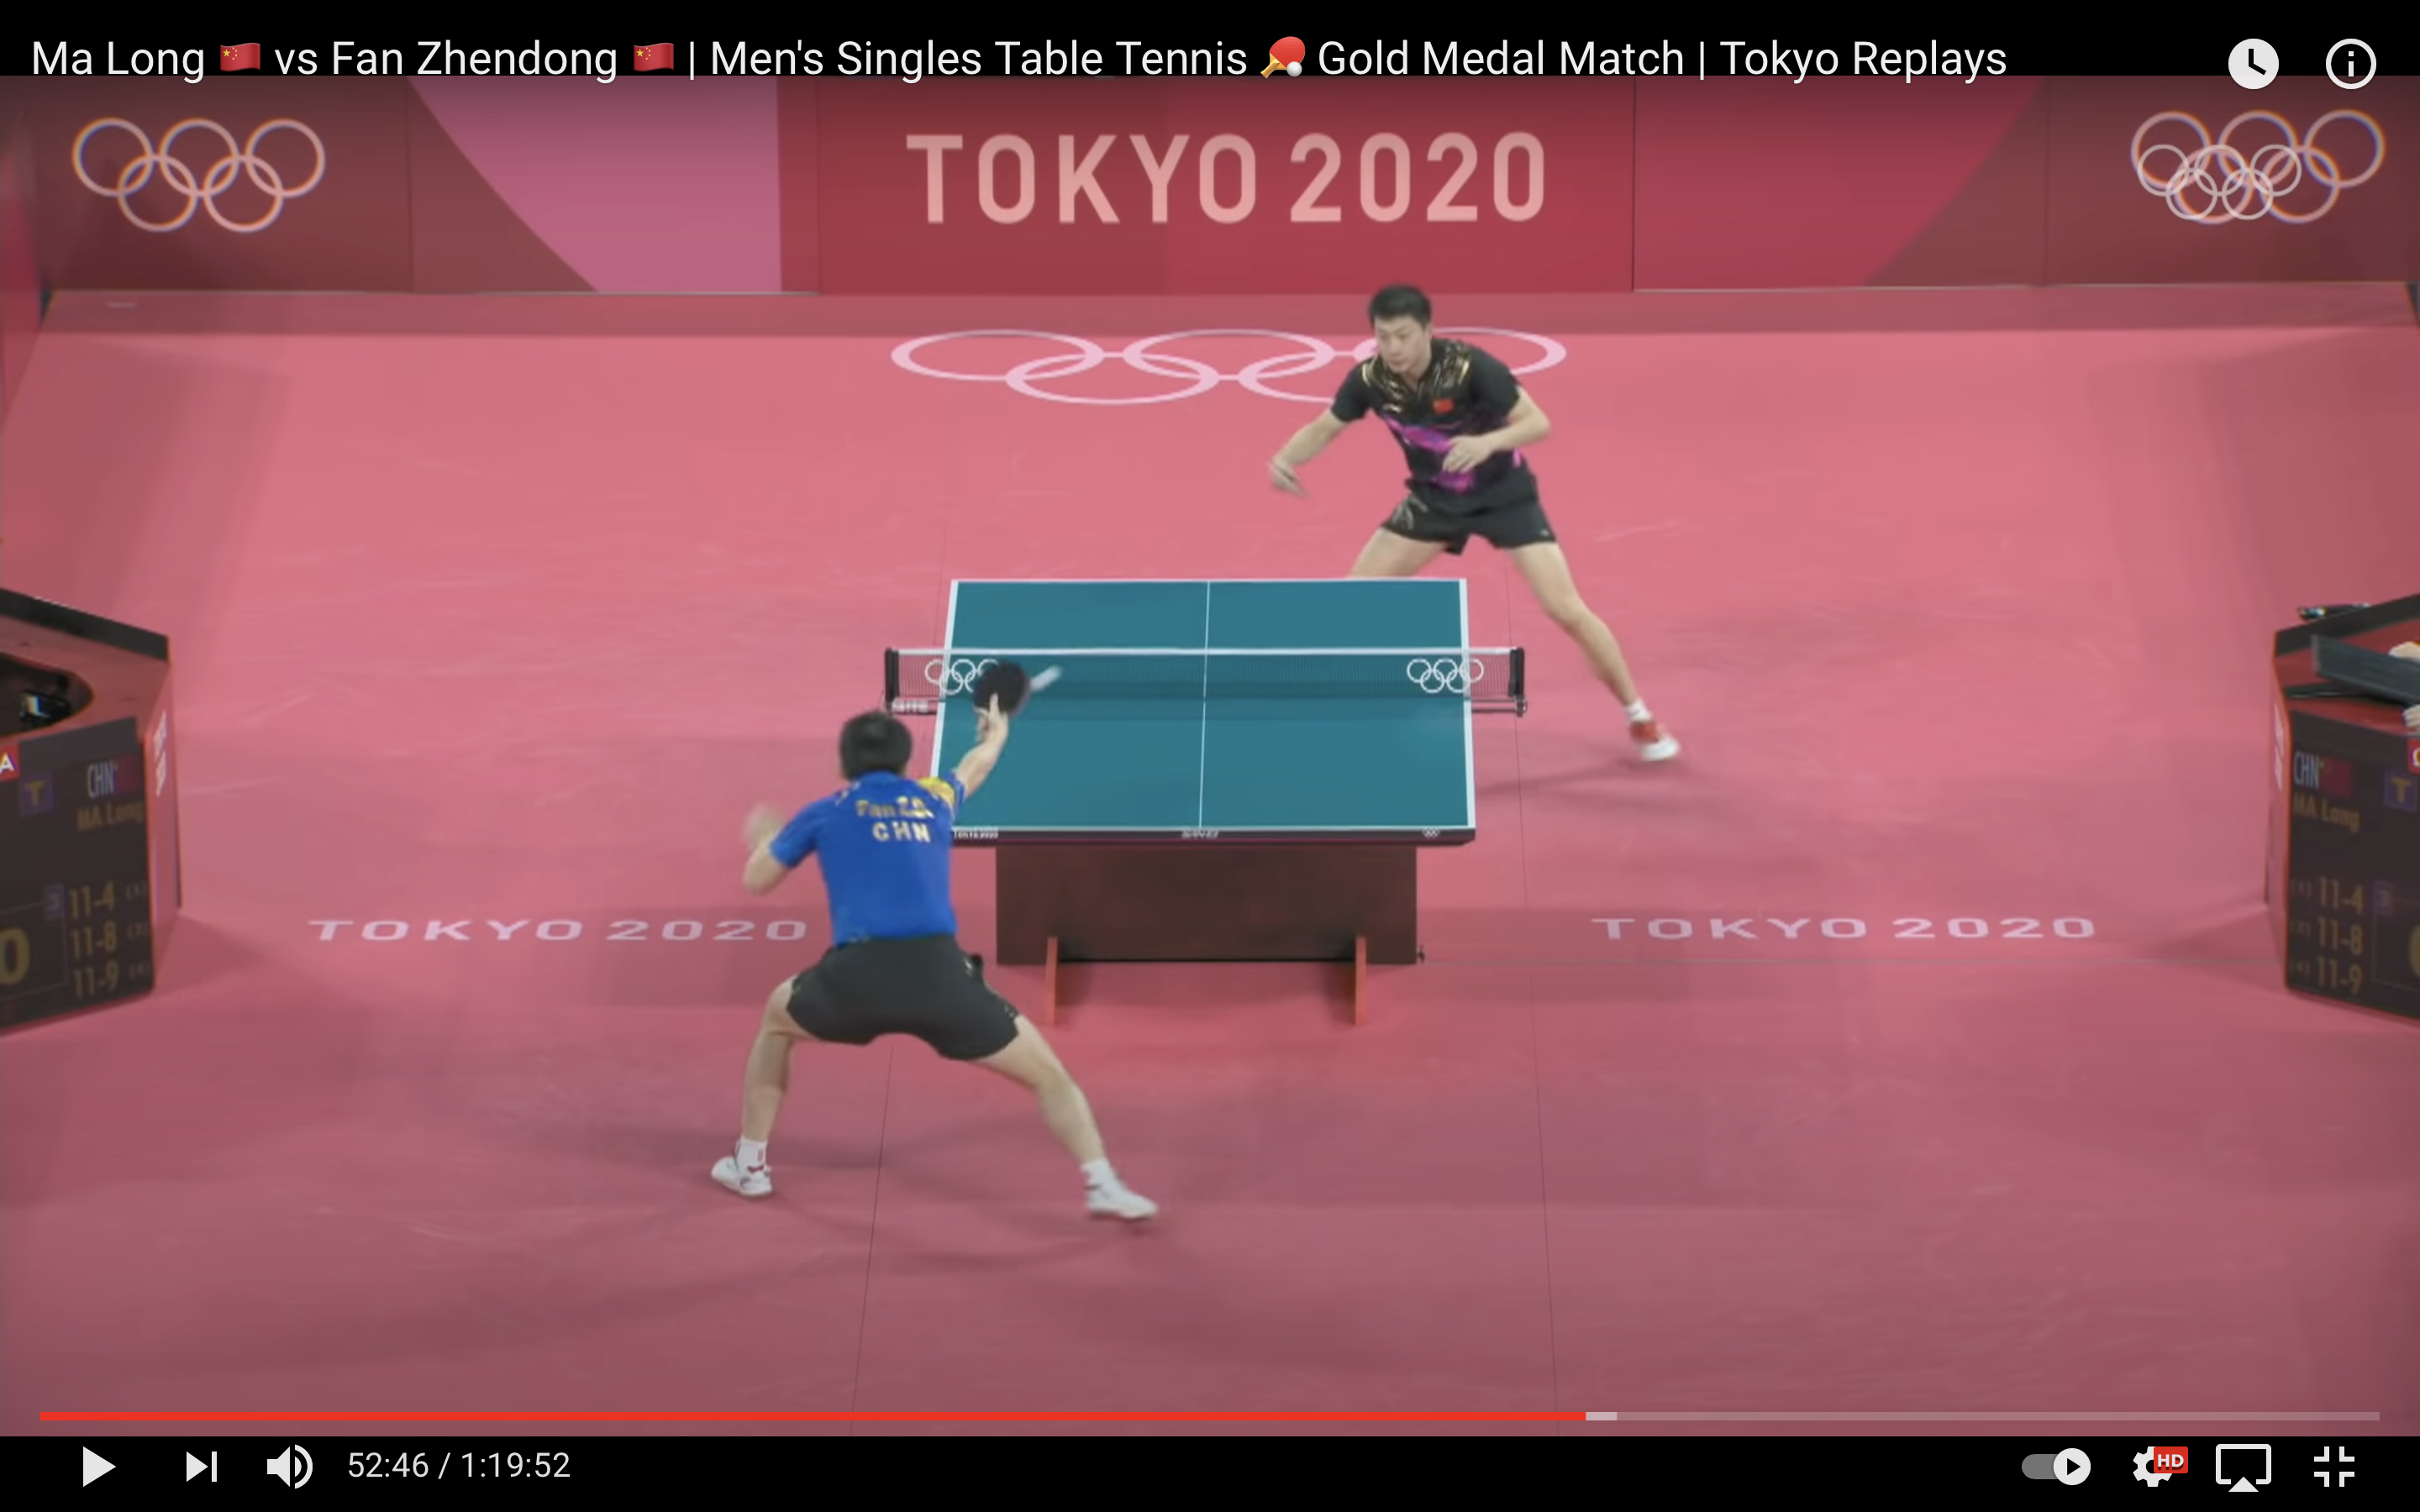 Ma Long 🇨🇳 vs Fan Zhendong 🇨🇳 | Men's Singles Table Tennis 🏓 Gold Medal Match | Tokyo Replays
TOKYO 2020
A
T
CHN
MA Long
11-4
11-8
11-9
0
CHN
T
MA Long
11-4
11-8
11-9
CHN
TOKYO 2020
TOKYO 2020
52:46 / 1:19:52
HD